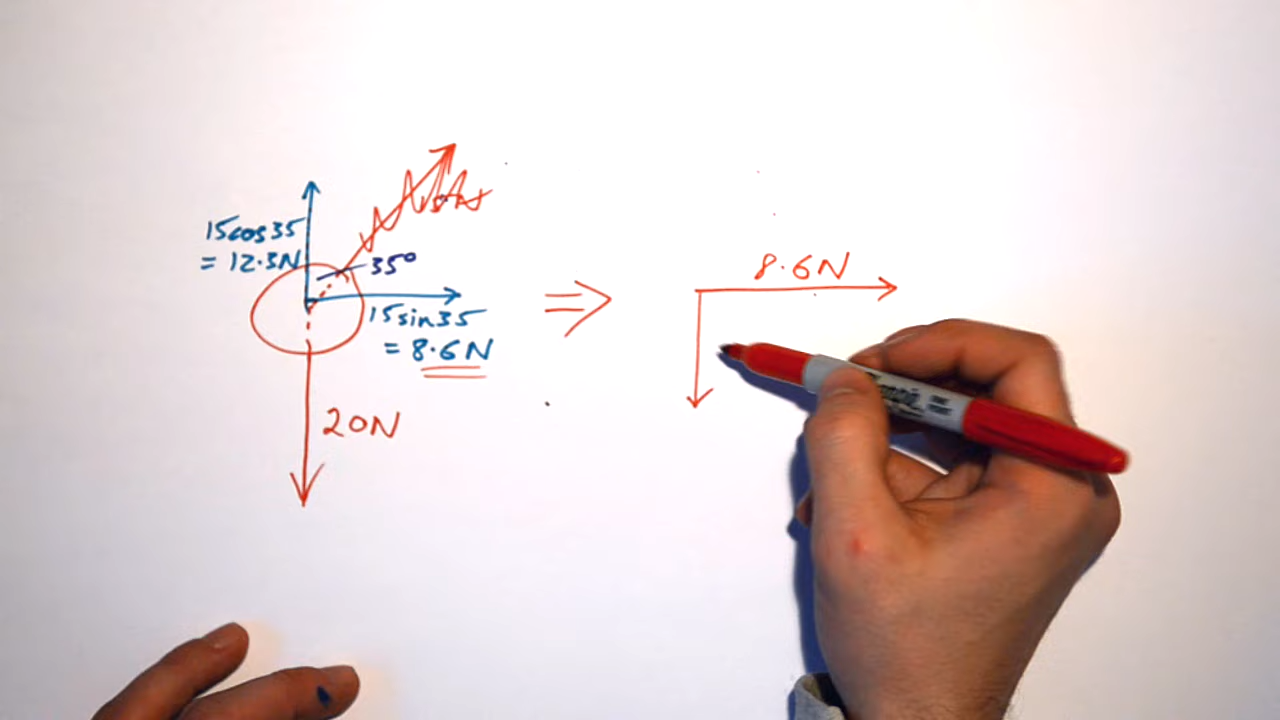 15cos35
= 12.3N
35°
15sin35
= 8.6N
20N
⇒
8.6N